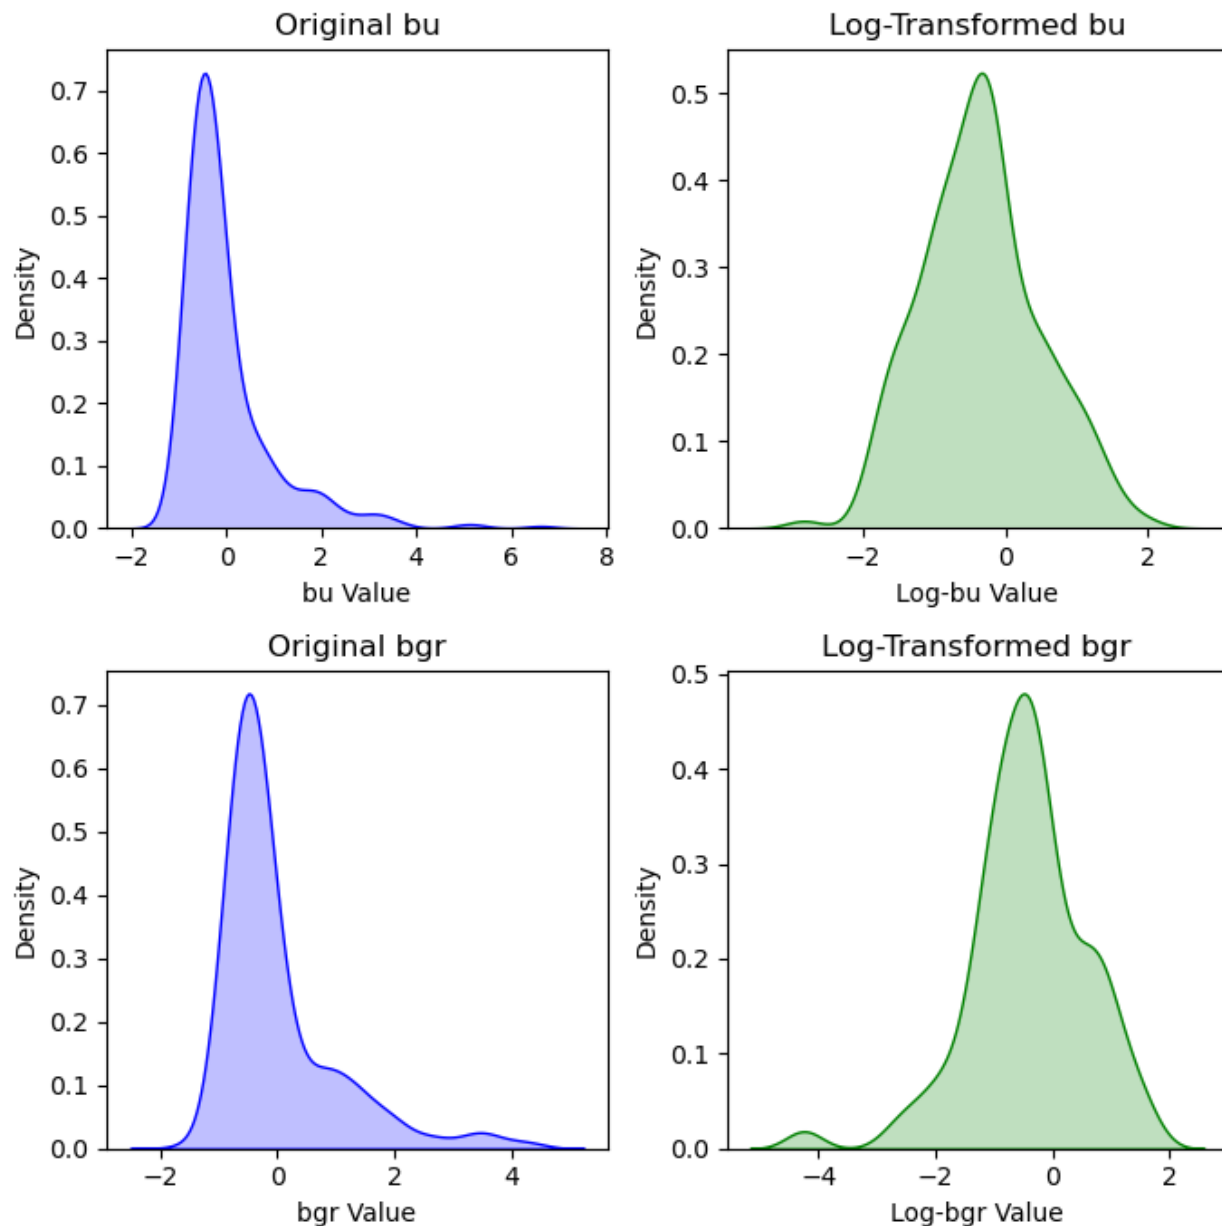 Original bu
Log-Transformed bu
0.7
0.6
0.5
0.4
0.3
0.2
0.1
0.0
Density
−2 0 2 4 6 8
bu Value
0.5
0.4
0.3
0.2
0.1
0.0
Density
−2 0 2
Log-bu Value
Original bgr
Log-Transformed bgr
0.7
0.6
0.5
0.4
0.3
0.2
0.1
0.0
Density
−2 0 2 4
bgr Value
0.5
0.4
0.3
0.2
0.1
0.0
Density
−4 −2 0 2
Log-bgr Value